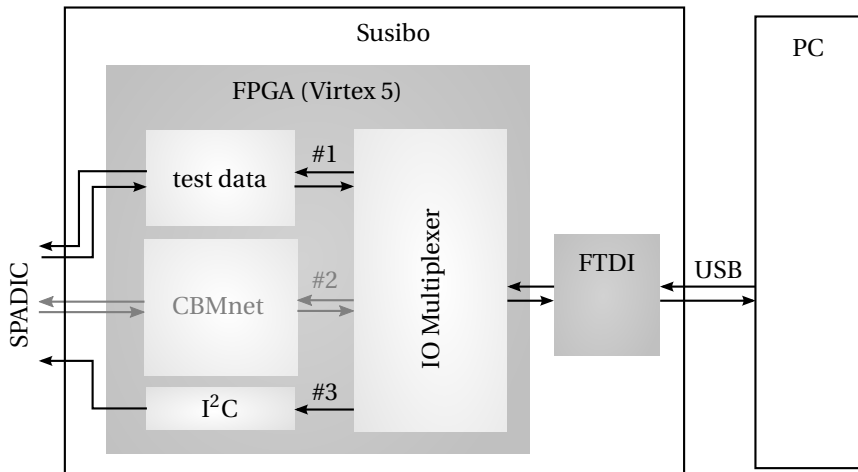 Susibo
PC
FPGA (Virtex 5)
#1
test data
#2
CBMnet
#3
I²C
IO Multiplexer
FTDI
USB
SPADIC